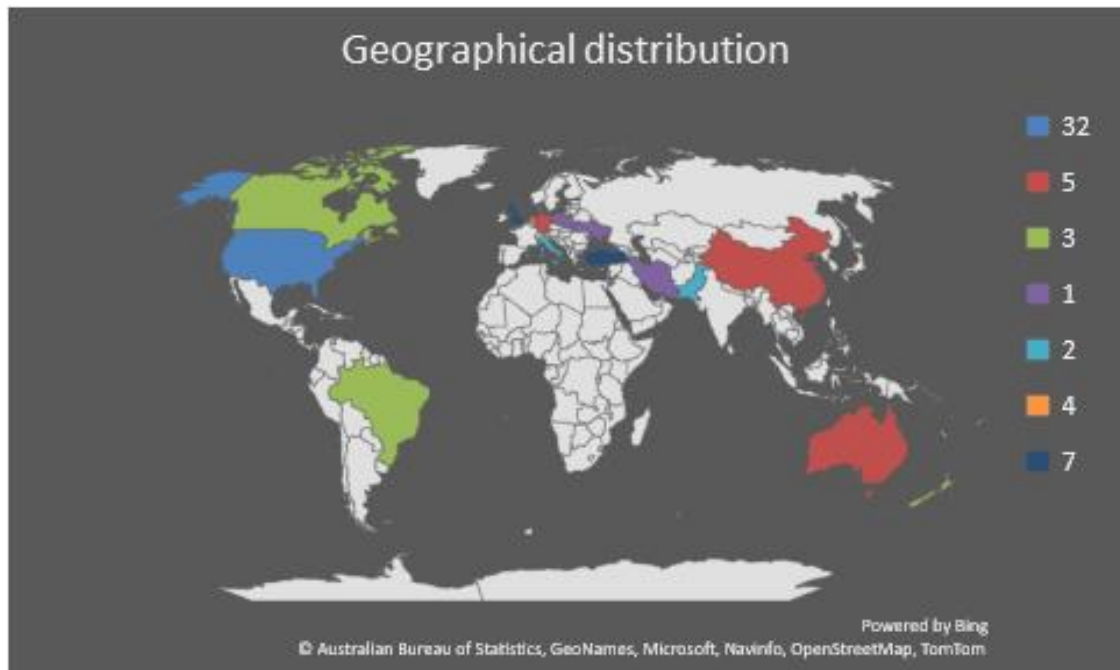 Geographical distribution
32
5
3
1
2
4
7
Powered by Bing
© Australian Bureau of Statistics, GeoNames, Microsoft, Navinfo, OpenStreetMap, TomTom